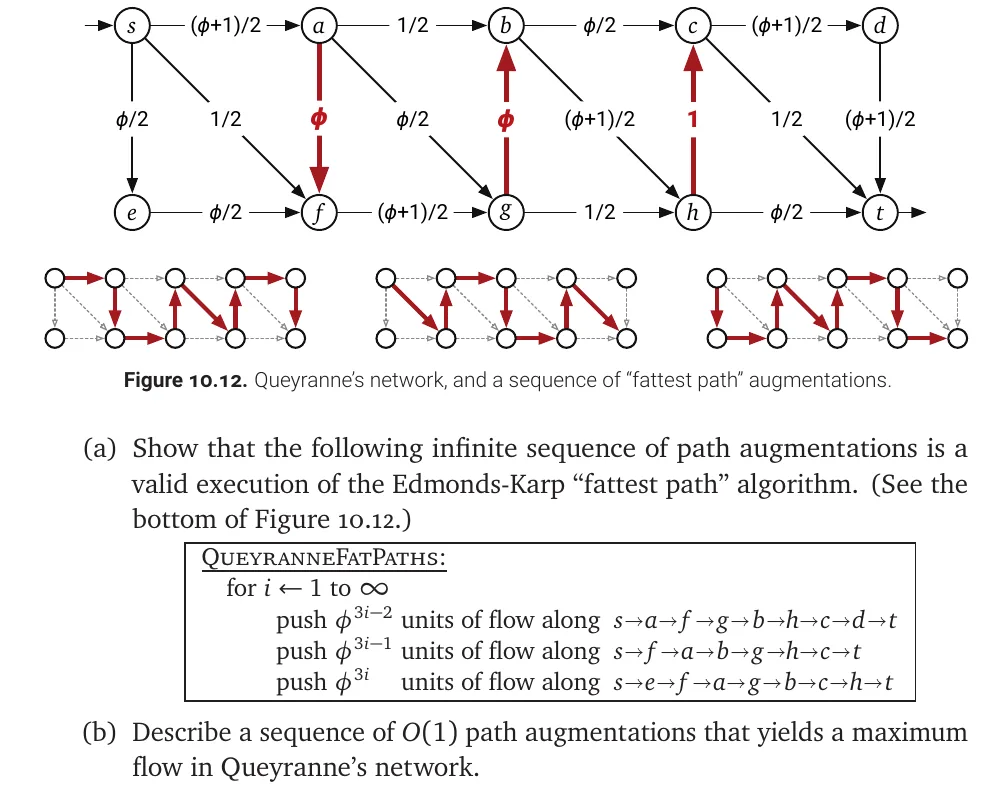 s (ϕ+1)/2 a 1/2 b ϕ/2 c (ϕ+1)/2 d
ϕ/2 1/2 ϕ ϕ/2 ϕ (ϕ+1)/2 1 1/2 (ϕ+1)/2
e ϕ/2 f (ϕ+1)/2 g 1/2 h ϕ/2 t
Figure 10.12. Queyranne’s network, and a sequence of “fattest path” augmentations.
(a) Show that the following infinite sequence of path augmentations is a
valid execution of the Edmonds-Karp “fattest path” algorithm. (See the
bottom of Figure 10.12.)
QUEYRANNEFATPATHS:
for i ← 1 to ∞
push ϕ³ⁱ⁻² units of flow along s→a→f→g→b→h→c→d→t
push ϕ³ⁱ⁻¹ units of flow along s→f→a→b→g→h→c→t
push ϕ³ⁱ units of flow along s→e→f→a→g→b→c→h→t
(b) Describe a sequence of O(1) path augmentations that yields a maximum
flow in Queyranne’s network.